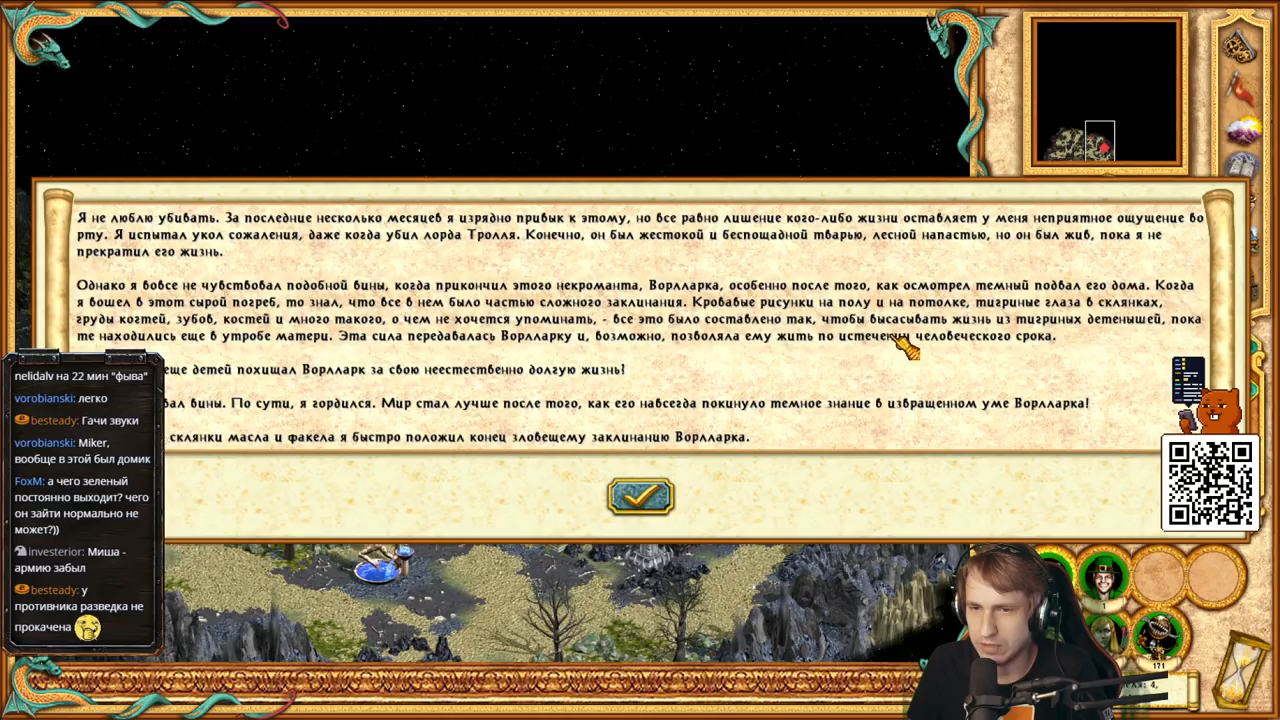 Я не люблю убивать. За последние несколько месяцев я изрядно привык к этому, но все равно лишение кого-либо жизни оставляет у меня неприятное ощущение во
рту. Я испытал укол сожаления, даже когда убил лорда Тролля. Конечно, он был жестокой и беспощадной тварью, лесной напастью, но он был жив, пока я не
прекратил его жизнь.
Однако я вовсе не чувствовал подобной вины, когда прикончил этого некроманта, Ворлларка, особенно после того, как осмотрел темный подвал его дома. Когда
я вошел в этот сырой погреб, то знал, что все в нем было частью сложного заклинания. Кровавые рисунки на полу и на потолке, тигриные глаза в склянках,
груды когтей, зубов, костей и много такого, о чем не хочется упоминать, - все это было составлено так, чтобы высасывать жизнь из тигриных детенышей, пока
те находились еще в утробе матери. Эта сила передавалась Ворлларку и, возможно, позволяла ему жить по истечении человеческого срока.
еще детей похищал Ворлларк за свою неестественно долгую жизнь?
вал вины. По сути, я гордился. Мир стал лучше после того, как его навсегда покинуло темное знание в извращенном уме Ворлларка!
склянки масла и факела я быстро положил конец зловещему заклинанию Ворлларка.
nelidalv на 22 мин "фыва"
vorobianski: легко
besteady: Гачи звуки
vorobianski: Miker,
вообще в этой был домик
FoxM: а чего зеленый
постоянно выходит? чего
он зайти нормально не
может?))
investerior: Миша -
армию забыл
besteady: у
противника разведка не
прокачена
1
171
4,